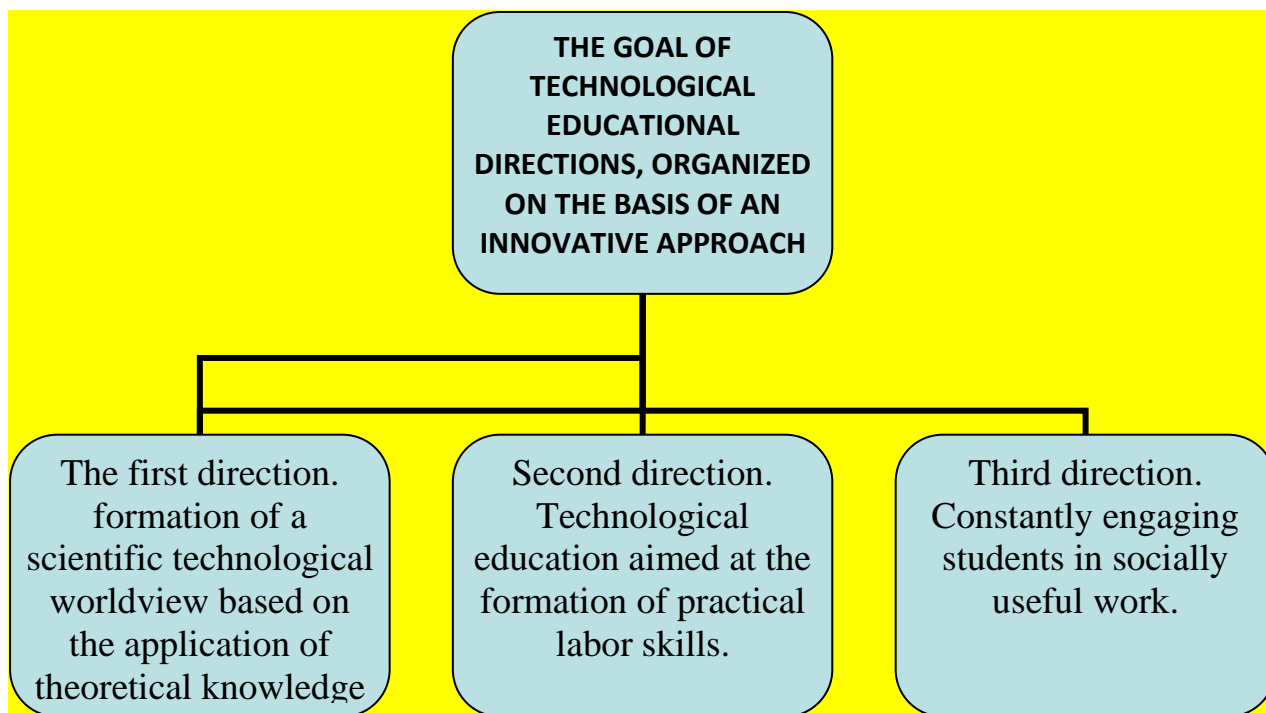 THE GOAL OF
TECHNOLOGICAL
EDUCATIONAL
DIRECTIONS, ORGANIZED
ON THE BASIS OF AN
INNOVATIVE APPROACH
The first direction.
formation of a
scientific technological
worldview based on
the application of
theoretical knowledge
Second direction.
Technological
education aimed at the
formation of practical
labor skills.
Third direction.
Constantly engaging
students in socially
useful work.